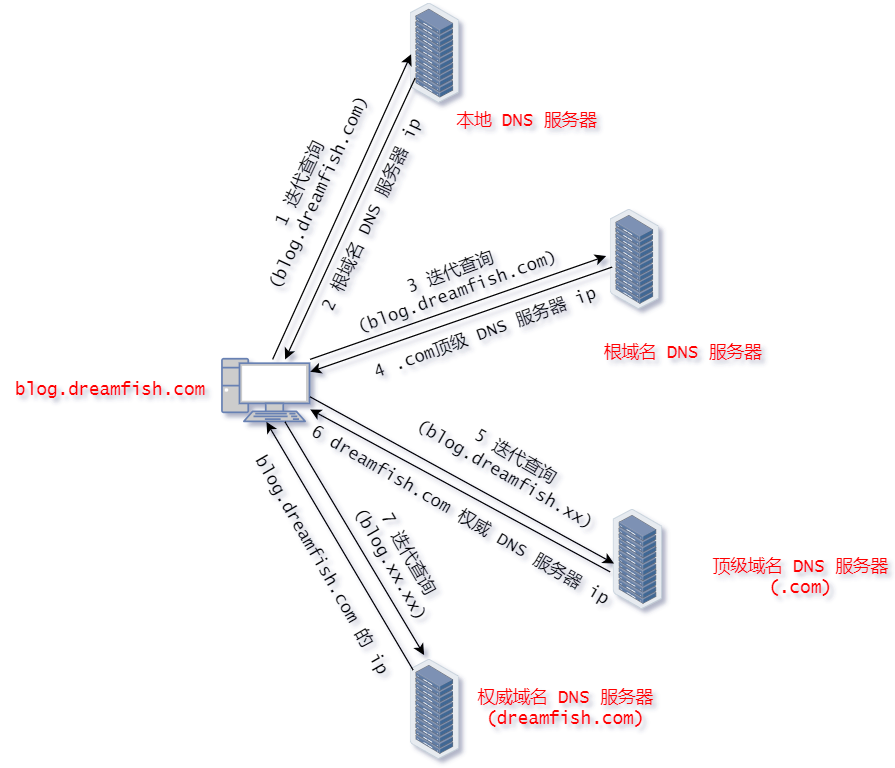 本地 DNS 服务器
1 迭代查询
(blog.dreamfish.com)
2 根域名 DNS 服务器 ip
3 迭代查询
(blog.dreamfish.com)
4 .com顶级 DNS 服务器 ip
根域名 DNS 服务器
blog.dreamfish.com
5 迭代查询
(blog.dreamfish.xx)
6 dreamfish.com 权威 DNS 服务器 ip
顶级域名 DNS 服务器
(.com)
7 迭代查询
(blog.xx.xx)
blog.dreamfish.com 的 ip
权威域名 DNS 服务器
(dreamfish.com)